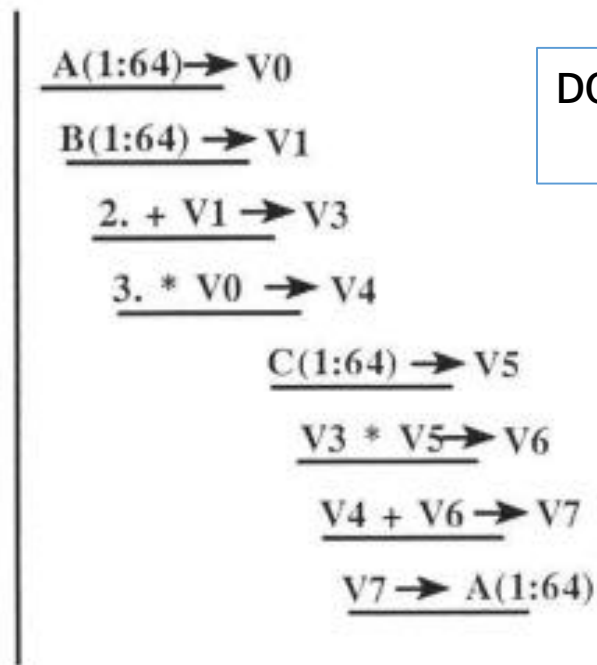 A(1:64)→ V0
DO
B(1:64) → V1
2. + V1 → V3
3. * V0 → V4
C(1:64) → V5
V3 * V5→ V6
V4 + V6 → V7
V7 → A(1:64)